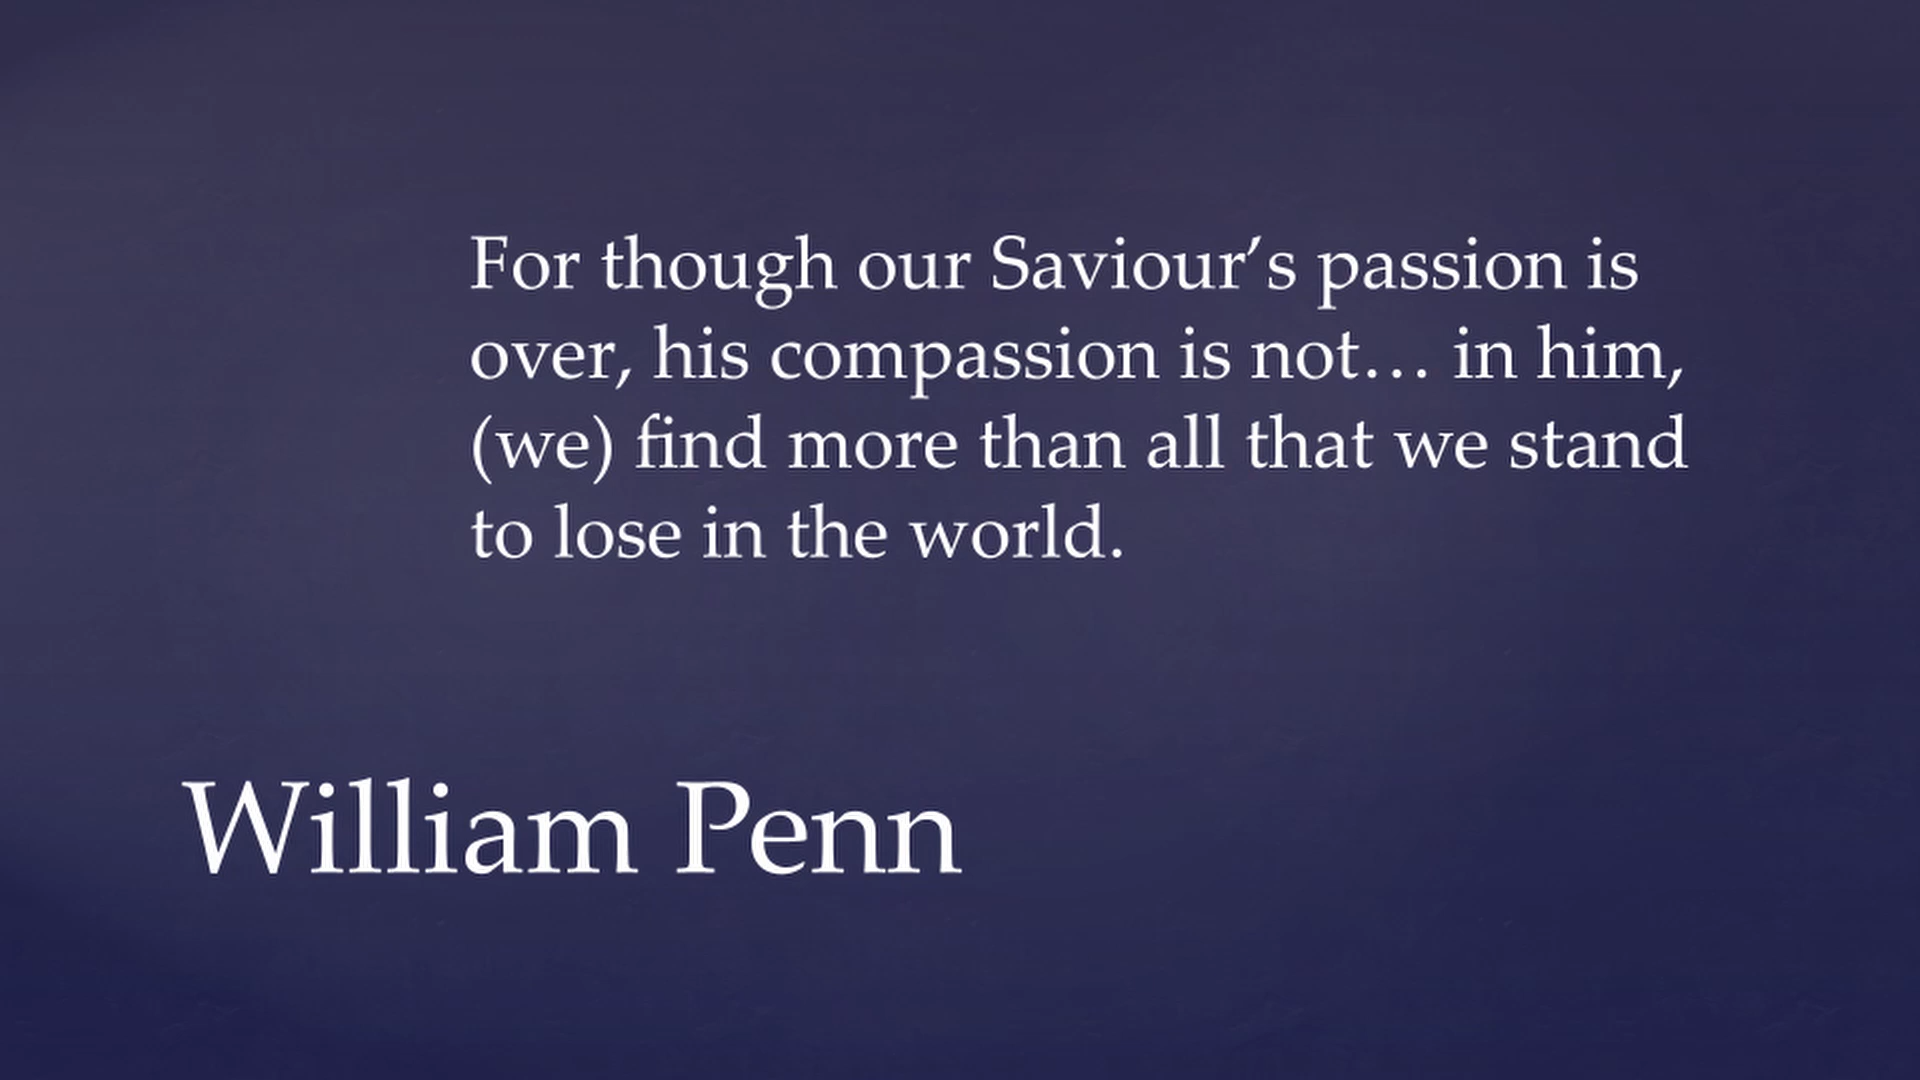 For though our Saviour’s passion is
over, his compassion is not… in him,
(we) find more than all that we stand
to lose in the world.
William Penn